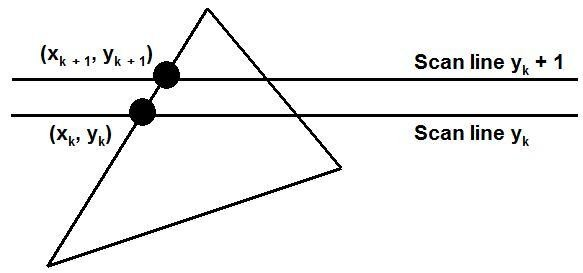 (xk + 1, yk + 1)
Scan line yk + 1
(xk, yk)
Scan line yk